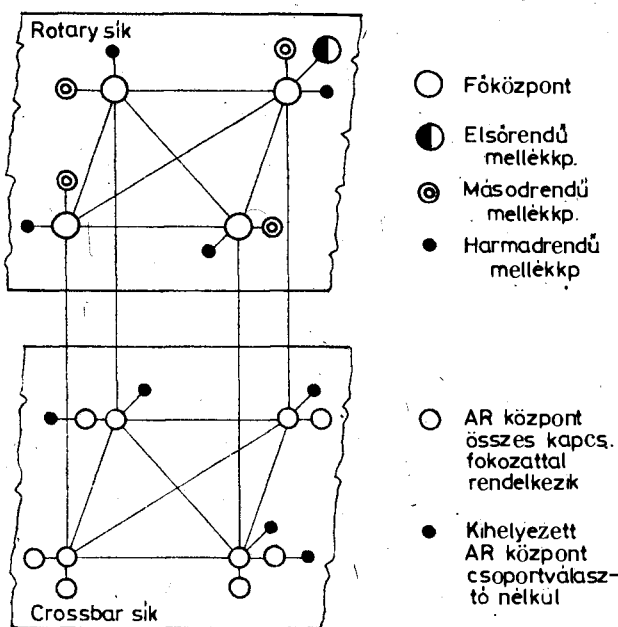 Rotary sík
Főközpont
Elsőrendű
mellékkp.
Másodrendű
mellékkp.
Harmadrendű
mellékkp
AR központ
összes kapcs.
fokozattal
rendelkezik
Kihelyezett
AR központ
csoportválasz-
tó nélkül
Crossbar sík